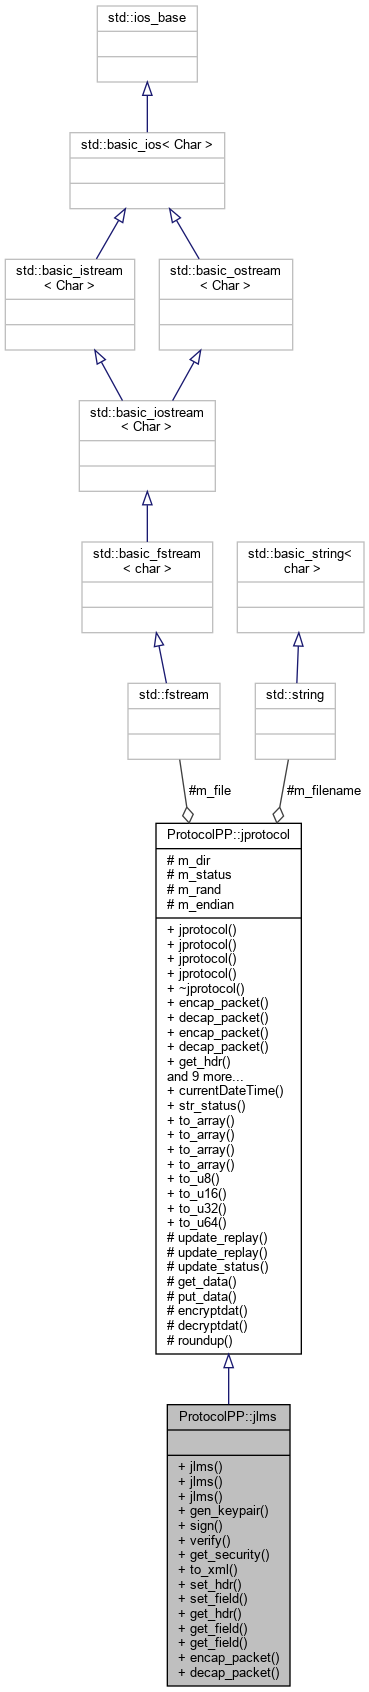 std::ios_base
std::basic_ios< Char >
std::basic_istream
< Char >
std::basic_ostream
< Char >
std::basic_iostream
< Char >
std::basic_fstream
< char >
std::basic_string<
char >
std::fstream
std::string
#m_file
#m_filename
ProtocolPP::jprotocol
# m_dir
# m_status
# m_rand
# m_endian
+ jprotocol()
+ jprotocol()
+ jprotocol()
+ jprotocol()
+ ~jprotocol()
+ encap_packet()
+ decap_packet()
+ encap_packet()
+ decap_packet()
+ get_hdr()
and 9 more...
+ currentDateTime()
+ str_status()
+ to_array()
+ to_array()
+ to_array()
+ to_array()
+ to_u8()
+ to_u16()
+ to_u32()
+ to_u64()
# update_replay()
# update_replay()
# update_status()
# get_data()
# put_data()
# encryptdat()
# decryptdat()
# roundup()
ProtocolPP::jlms
+ jlms()
+ jlms()
+ jlms()
+ gen_keypair()
+ sign()
+ verify()
+ get_security()
+ to_xml()
+ set_hdr()
+ set_field()
+ get_hdr()
+ get_field()
+ get_field()
+ encap_packet()
+ decap_packet()